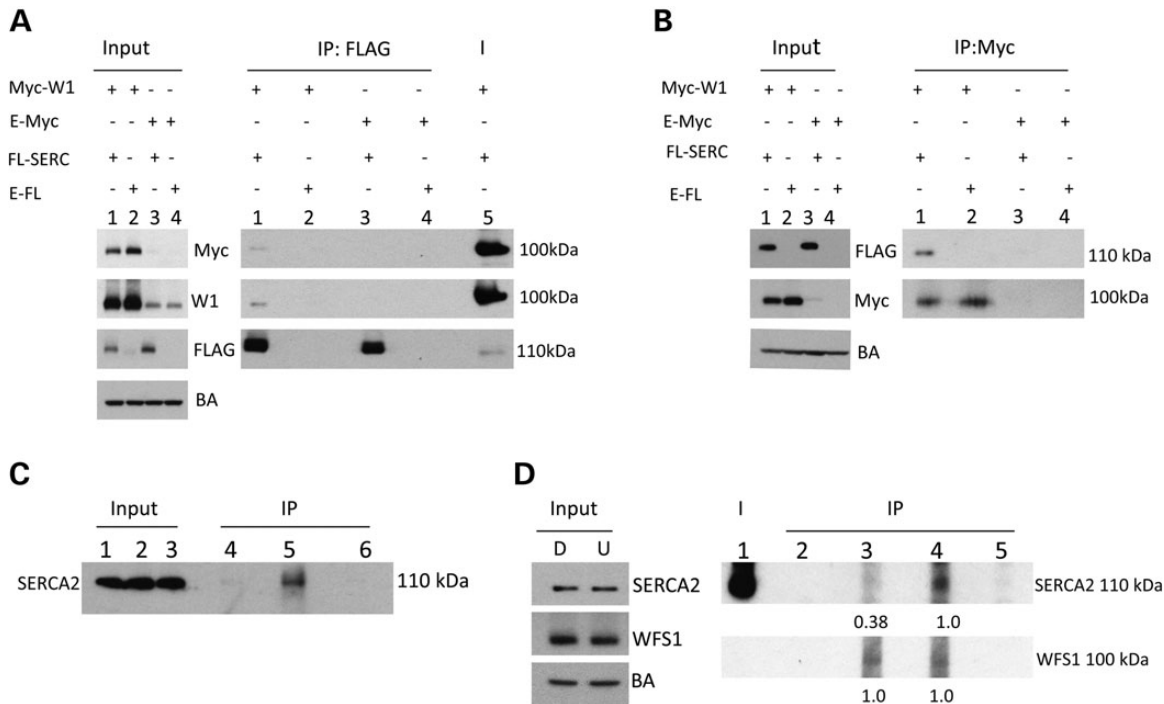 A
Input IP: FLAG I
Myc-W1 + + - - + + - - +
E-Myc - - + + - - + + -
FL-SERC + - + - + - + - +
E-FL - + - + - + - + -
1 2 3 4 1 2 3 4 5
Myc 100kDa
W1 100kDa
FLAG 110kDa
BA
B
Input IP:Myc
Myc-W1 + + - - + + - -
E-Myc - - + + - - + +
FL-SERC + - + - + - + -
E-FL - + - + - + - +
1 2 3 4 1 2 3 4
FLAG 110 kDa
Myc 100kDa
BA
C
Input IP
1 2 3 4 5 6
SERCA2 110 kDa
D
Input I IP
D U 1 2 3 4 5
SERCA2 SERCA2 110 kDa
0.38 1.0
WFS1 WFS1 100 kDa
BA
1.0 1.0